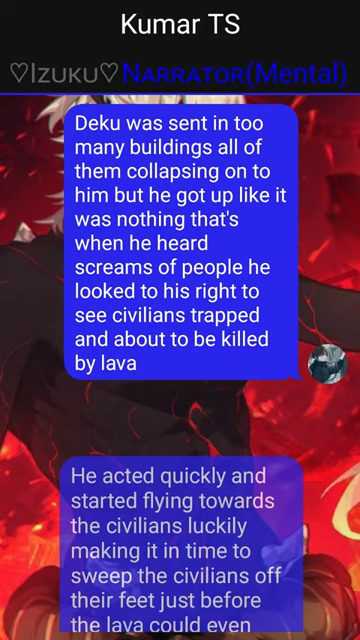 Kumar TS
♡Izuku♡Narrator(Mental)
Deku was sent in too
many buildings all of
them collapsing on to
him but he got up like it
was nothing that's
when he heard
screams of people he
looked to his right to
see civilians trapped
and about to be killed
by lava
He acted quickly and
started flying towards
the civilians luckily
making it in time to
sweep the civilians off
their feet just before
the lava could even